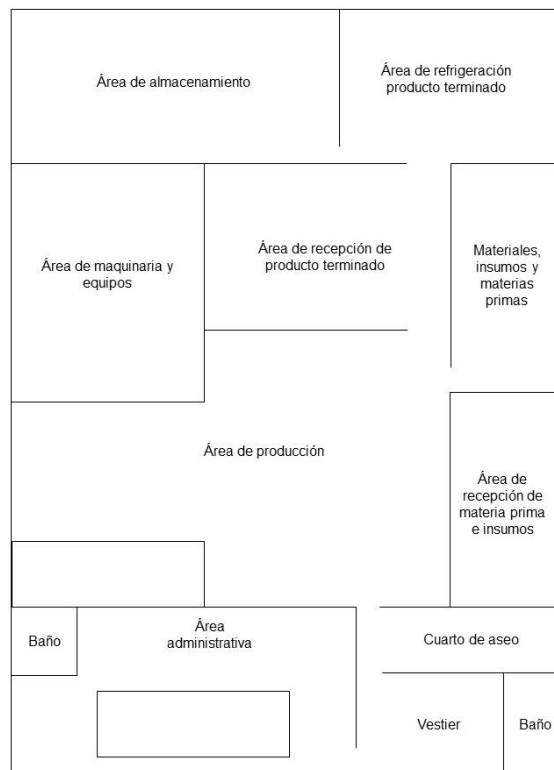 Área de almacenamiento
Área de refrigeración
producto terminado
Área de maquinaria y
equipos
Área de recepción de
producto terminado
Materiales,
insumos y
materias
primas
Área de producción
Área de
recepción de
materia prima
e insumos
Baño
Área
administrativa
Cuarto de aseo
Vestier
Baño